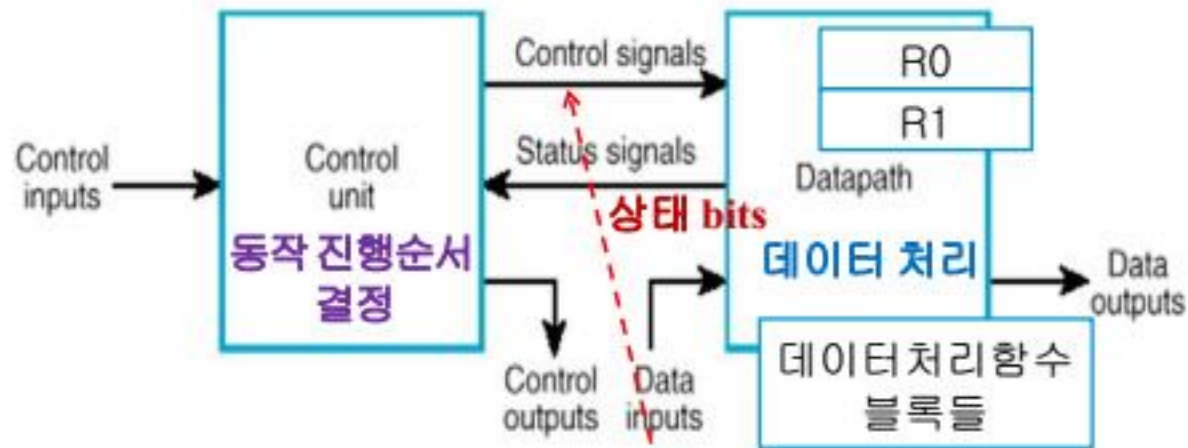 Control
inputs
Control
unit
동작 진행순서
결정
Control signals
Status signals
상태 bits
R0
R1
Datapath
데이터 처리
Data
outputs
Control
outputs
Data
inputs
데이터처리함수
블록들